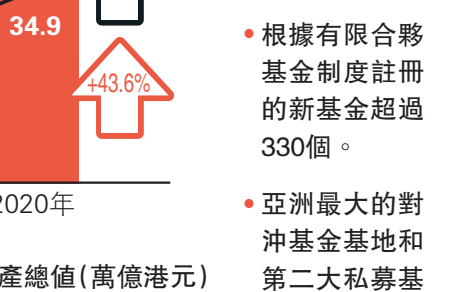 34.9
+43.6%
2020年
產總值(萬億港元)
• 根據有限合夥
基金制度註冊
的新基金超過
330個。
• 亞洲最大的對
沖基金基地和
第二大私募基